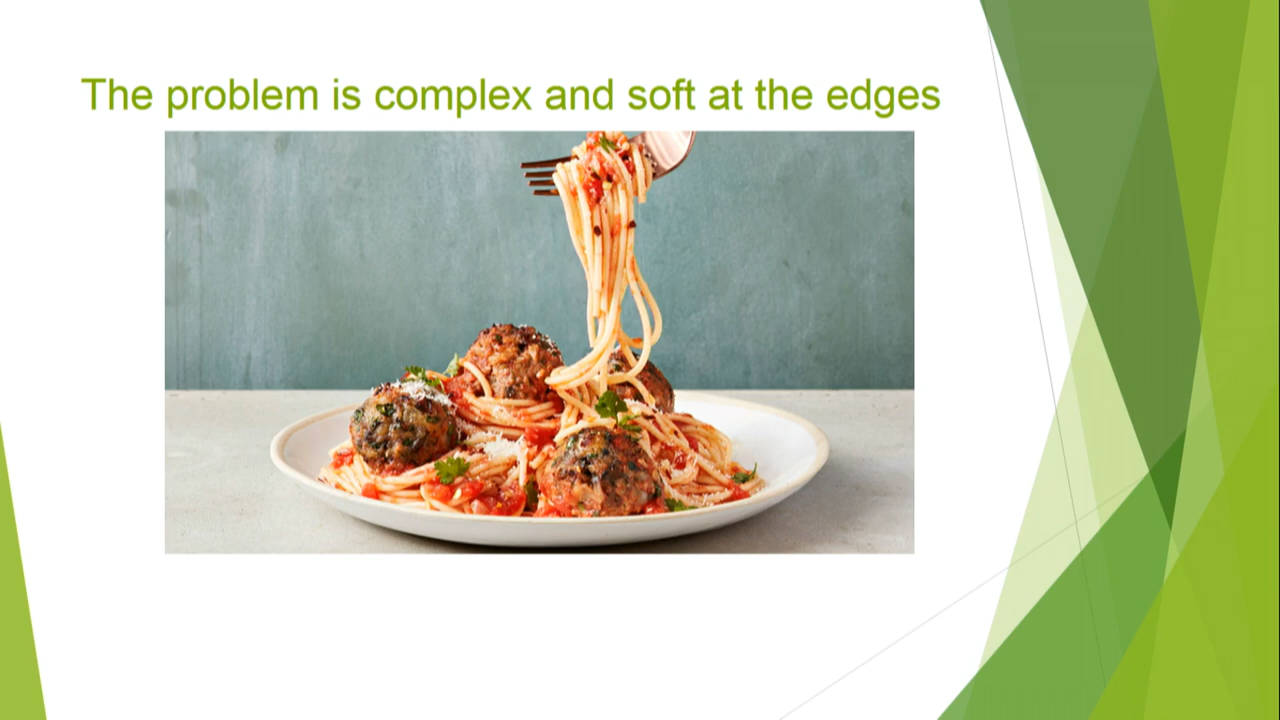 The problem is complex and soft at the edges